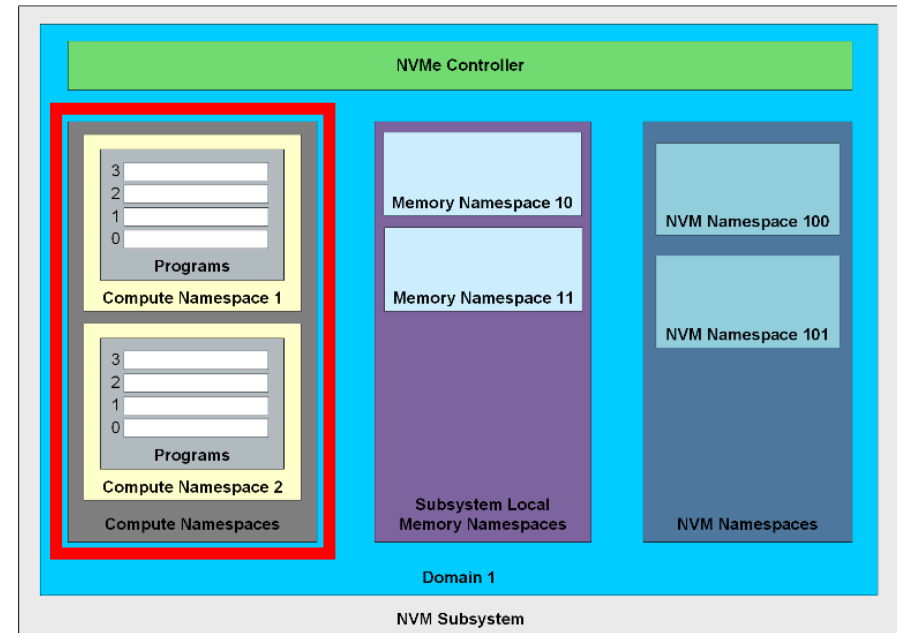 NVMe Controller
3
2
1
0
Programs
Compute Namespace 1
3
2
1
0
Programs
Compute Namespace 2
Compute Namespaces
Memory Namespace 10
Memory Namespace 11
Subsystem Local
Memory Namespaces
NVM Namespace 100
NVM Namespace 101
NVM Namespaces
Domain 1
NVM Subsystem